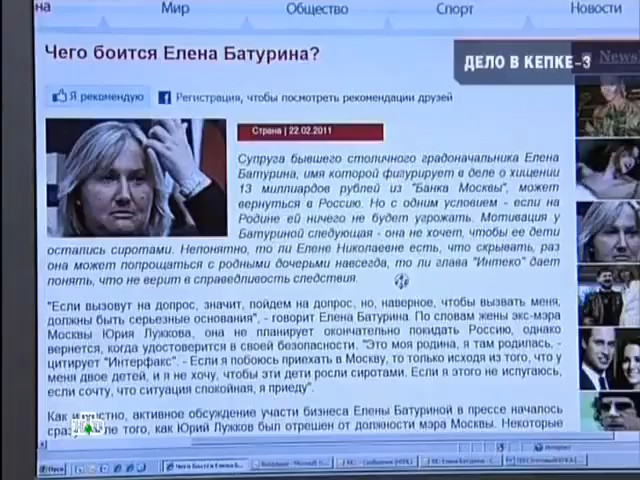 на Мир Общество Спорт Новости
Чего боится Елена Батурина?
ДЕЛО В КЕПКЕ-3
News
Я рекомендую Регистрация, чтобы посмотреть рекомендации друзей
Страна | 22.02.2011
Супруга бывшего столичного градоначальника Елена
Батурина, имя которой фигурирует в деле о хищении
13 миллиардов рублей из "Банка Москвы", может
вернуться в Россию. Но с одним условием - если на
Родине ей ничего не будет угрожать. Мотивация у
Батуриной следующая - она не хочет, чтобы ее дети
остались сиротами. Непонятно, то ли Елене Николаевне есть, что скрывать, раз
она может попрощаться с родными дочерьми навсегда, то ли глава "Интеко" дает
понять, что не верит в справедливость следствия.
"Если вызовут на допрос, значит, пойдем на допрос, но, наверное, чтобы вызвать меня,
должны быть серьезные основания", - говорит Елена Батурина. По словам жены экс-мэра
Москвы Юрия Лужкова, она не планирует окончательно покидать Россию, однако
вернется, когда удостоверится в своей безопасности. "Это моя родина, я там родилась, -
цитирует "Интерфакс". - Если я побоюсь приехать в Москву, то только исходя из того, что у
меня двое детей, и я не хочу, чтобы эти дети росли сиротами. Если я этого не испугаюсь,
если сочту, что ситуация спокойная, я приеду".
Как активное обсуждение участи бизнеса Елены Батуриной в прессе началось
после того, как Юрий Лужков был отрешен от должности мэра Москвы. Некоторые
НТВ
Интернет
Пуск Чего боится Елена Б...